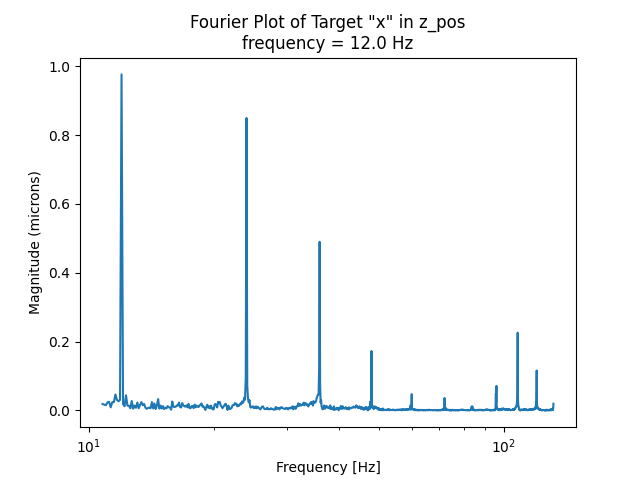 Fourier Plot of Target "x" in z_pos
frequency = 12.0 Hz
1.0
0.8
0.6
0.4
0.2
0.0
Magnitude (microns)
10¹
10²
Frequency [Hz]